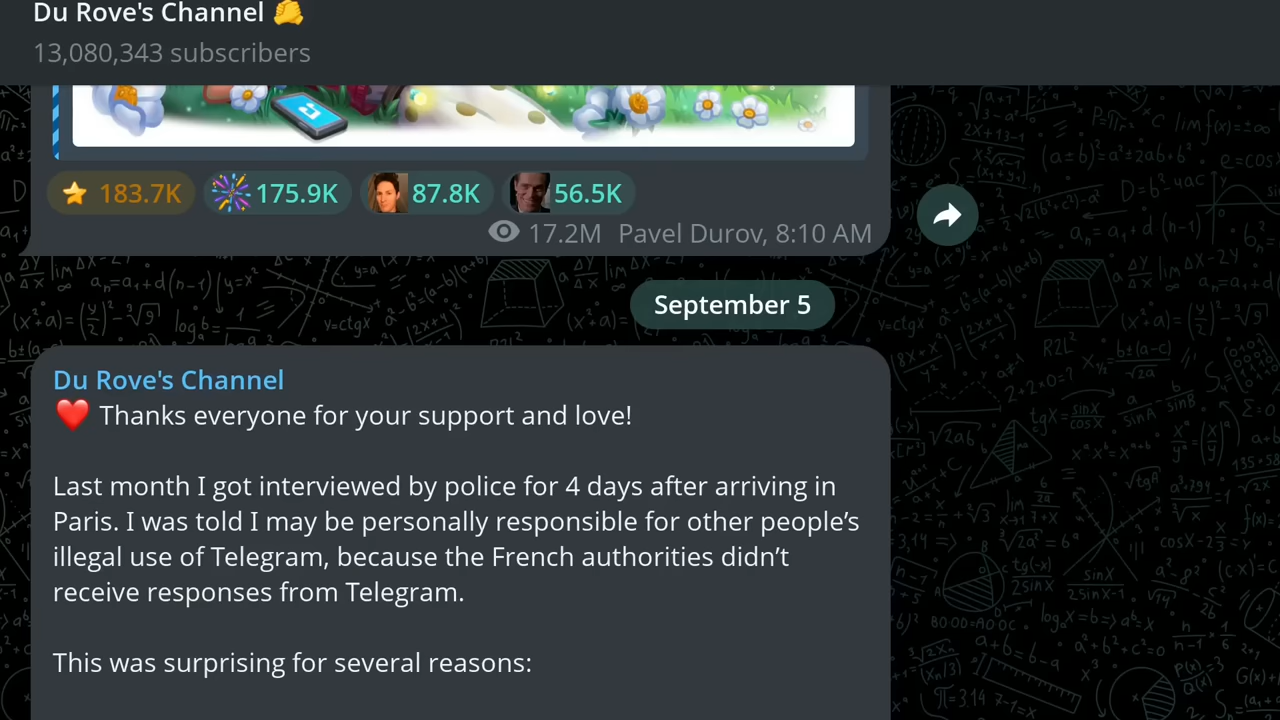 Du Rove's Channel
13,080,343 subscribers
183.7K 175.9K 87.8K 56.5K
17.2M Pavel Durov, 8:10 AM
September 5
Du Rove's Channel
❤️ Thanks everyone for your support and love!
Last month I got interviewed by police for 4 days after arriving in
Paris. I was told I may be personally responsible for other people’s
illegal use of Telegram, because the French authorities didn’t
receive responses from Telegram.
This was surprising for several reasons: